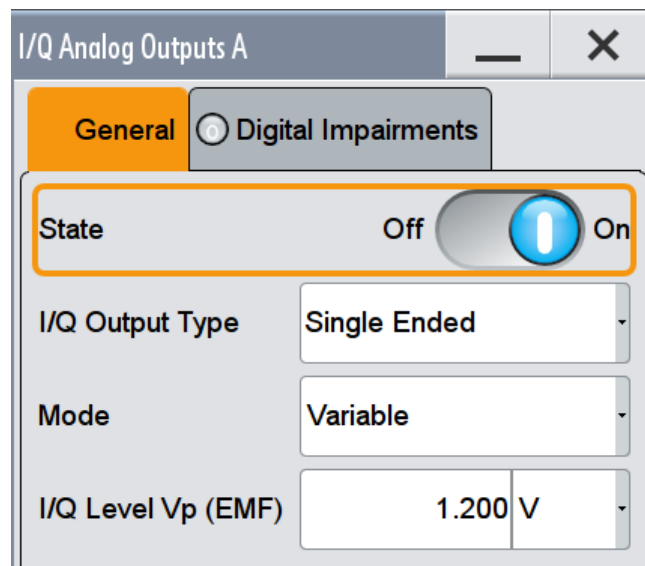 I/Q Analog Outputs A
General Digital Impairments
State Off On
I/Q Output Type Single Ended
Mode Variable
I/Q Level Vp (EMF) 1.200 V